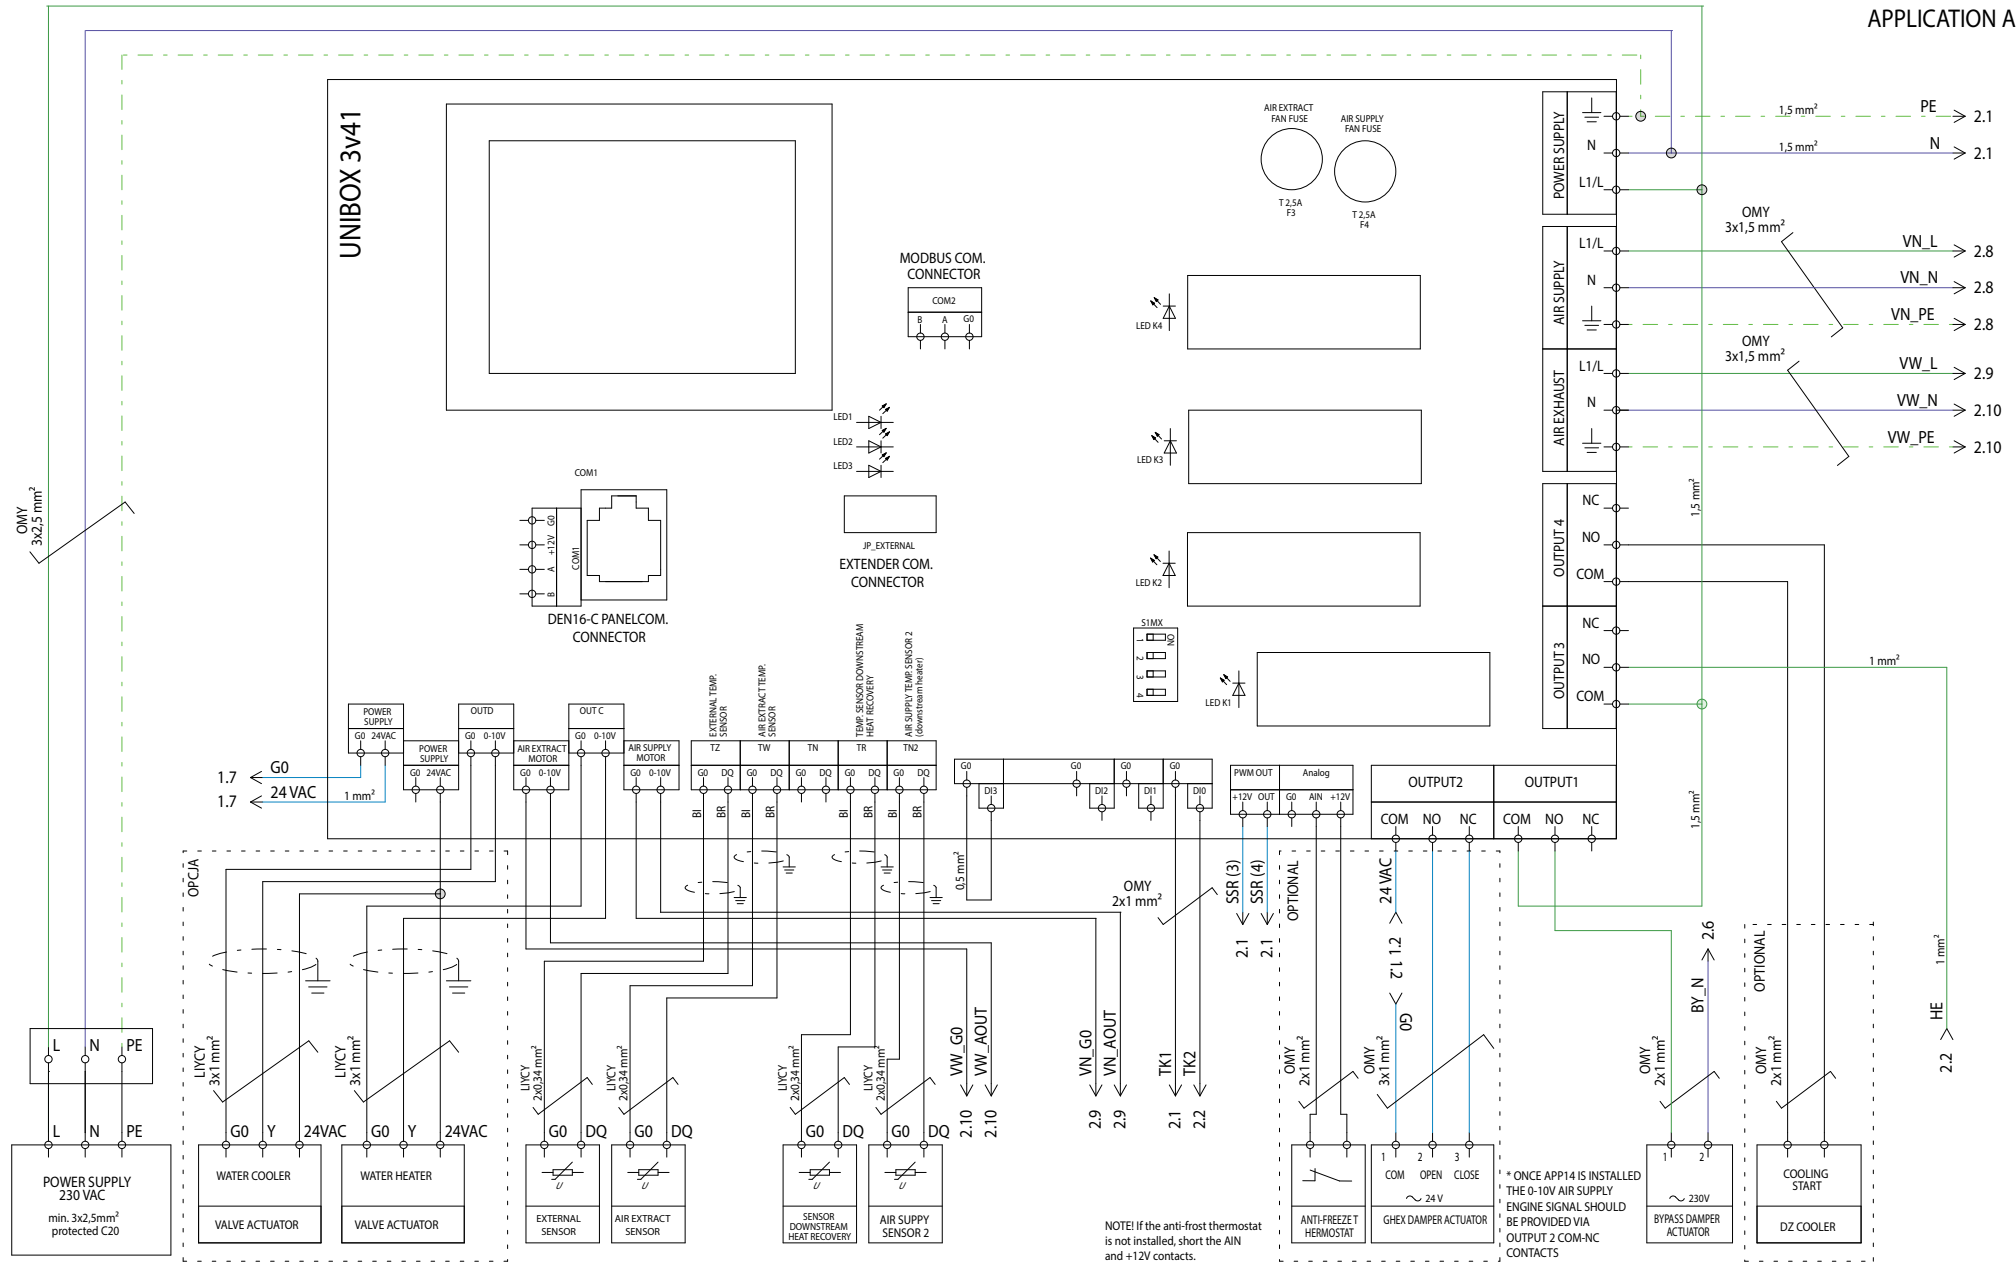 APPLICATION A
UNIBOX 3v41
AIR EXTRACT
FAN FUSE
T 2,5A
F3
AIR SUPPLY
FAN FUSE
T 2,5A
F4
POWER SUPPLY
N
L1/L
1,5 mm²
PE
2.1
1,5 mm²
N
2.1
AIR SUPPLY
L1/L
N
OMY
3x1,5 mm²
VN_L
2.8
VN_N
2.8
VN_PE
2.8
AIR EXHAUST
L1/L
N
OMY
3x1,5 mm²
VW_L
2.9
VW_N
2.10
VW_PE
2.10
OUTPUT 4
NC
NO
COM
1,5 mm²
OUTPUT 3
NC
NO
COM
1 mm²
MODBUS COM.
CONNECTOR
COM2
B A G0
LED K4
LED K3
LED K2
LED K1
LED1
LED2
LED3
COM1
G0
+12V
A
B
COM1
DEN16-C PANELCOM.
CONNECTOR
JP_EXTERNAL
EXTENDER COM.
CONNECTOR
S1MX
ON
1
2
3
4
OMY
3x2,5 mm²
POWER
SUPPLY
G0 24VAC
POWER
SUPPLY
G0 24VAC
OUTD
G0 0-10V
AIR EXTRACT
MOTOR
G0 0-10V
OUT C
G0 0-10V
AIR SUPPLY
MOTOR
G0 0-10V
EXTERNAL TEMP.
SENSOR
TZ
G0 DQ
AIR EXTRACT TEMP.
SENSOR
TW
G0 DQ
TN
G0 DQ
TEMP. SENSOR DOWNSTREAM
HEAT RECOVERY
TR
G0 DQ
AIR SUPPLY TEMP. SENSOR 2
(downstream heater)
TN2
G0 DQ
BI BR BI BR BI BR BI BR
G0
DI3
G0
DI2
G0
DI1
G0
DI0
PWM OUT
+12V OUT
Analog
G0 AIN +12V
OUTPUT2
COM NO NC
OUTPUT1
COM NO NC
1,5 mm²
1.7
G0
1.7
24 VAC
1 mm²
OPCJA
0,5 mm²
OMY
2x1 mm²
SSR (3)
2.1
SSR (4)
2.1
OPTIONAL
24 VAC
1.2
1.2
G0
BY_N
2.6
OPTIONAL
1 mm²
HE
2.2
L N PE
L N PE
POWER SUPPLY
230 VAC
min. 3x2,5mm²
protected C20
LIYCY
3x1 mm²
G0 Y 24VAC
WATER COOLER
VALVE ACTUATOR
LIYCY
3x1 mm²
G0 Y 24VAC
WATER HEATER
VALVE ACTUATOR
LIYCY
2x0,34 mm²
G0 DQ
U
EXTERNAL
SENSOR
LIYCY
2x0,34 mm²
G0 DQ
U
AIR EXTRACT
SENSOR
LIYCY
2x0,34 mm²
G0 DQ
U
SENSOR
DOWNSTREAM
HEAT RECOVERY
LIYCY
2x0,34 mm²
G0 DQ
U
AIR SUPPY
SENSOR 2
VW_G0
2.10
VW_AOUT
2.10
VN_G0
2.9
VN_AOUT
2.9
TK1
2.1
TK2
2.2
NOTE! If the anti-frost thermostat
is not installed, short the AIN
and +12V contacts.
OMY
2x1 mm²
ANTI-FREEZE T
HERMOSTAT
OMY
3x1 mm²
1 2 3
COM OPEN CLOSE
24 V
GHEX DAMPER ACTUATOR
* ONCE APP14 IS INSTALLED
THE 0-10V AIR SUPPLY
ENGINE SIGNAL SHOULD
BE PROVIDED VIA
OUTPUT 2 COM-NC
CONTACTS
OMY
2x1 mm²
1 2
230V
BYPASS DAMPER
ACTUATOR
OMY
2x1 mm²
COOLING
START
DZ COOLER